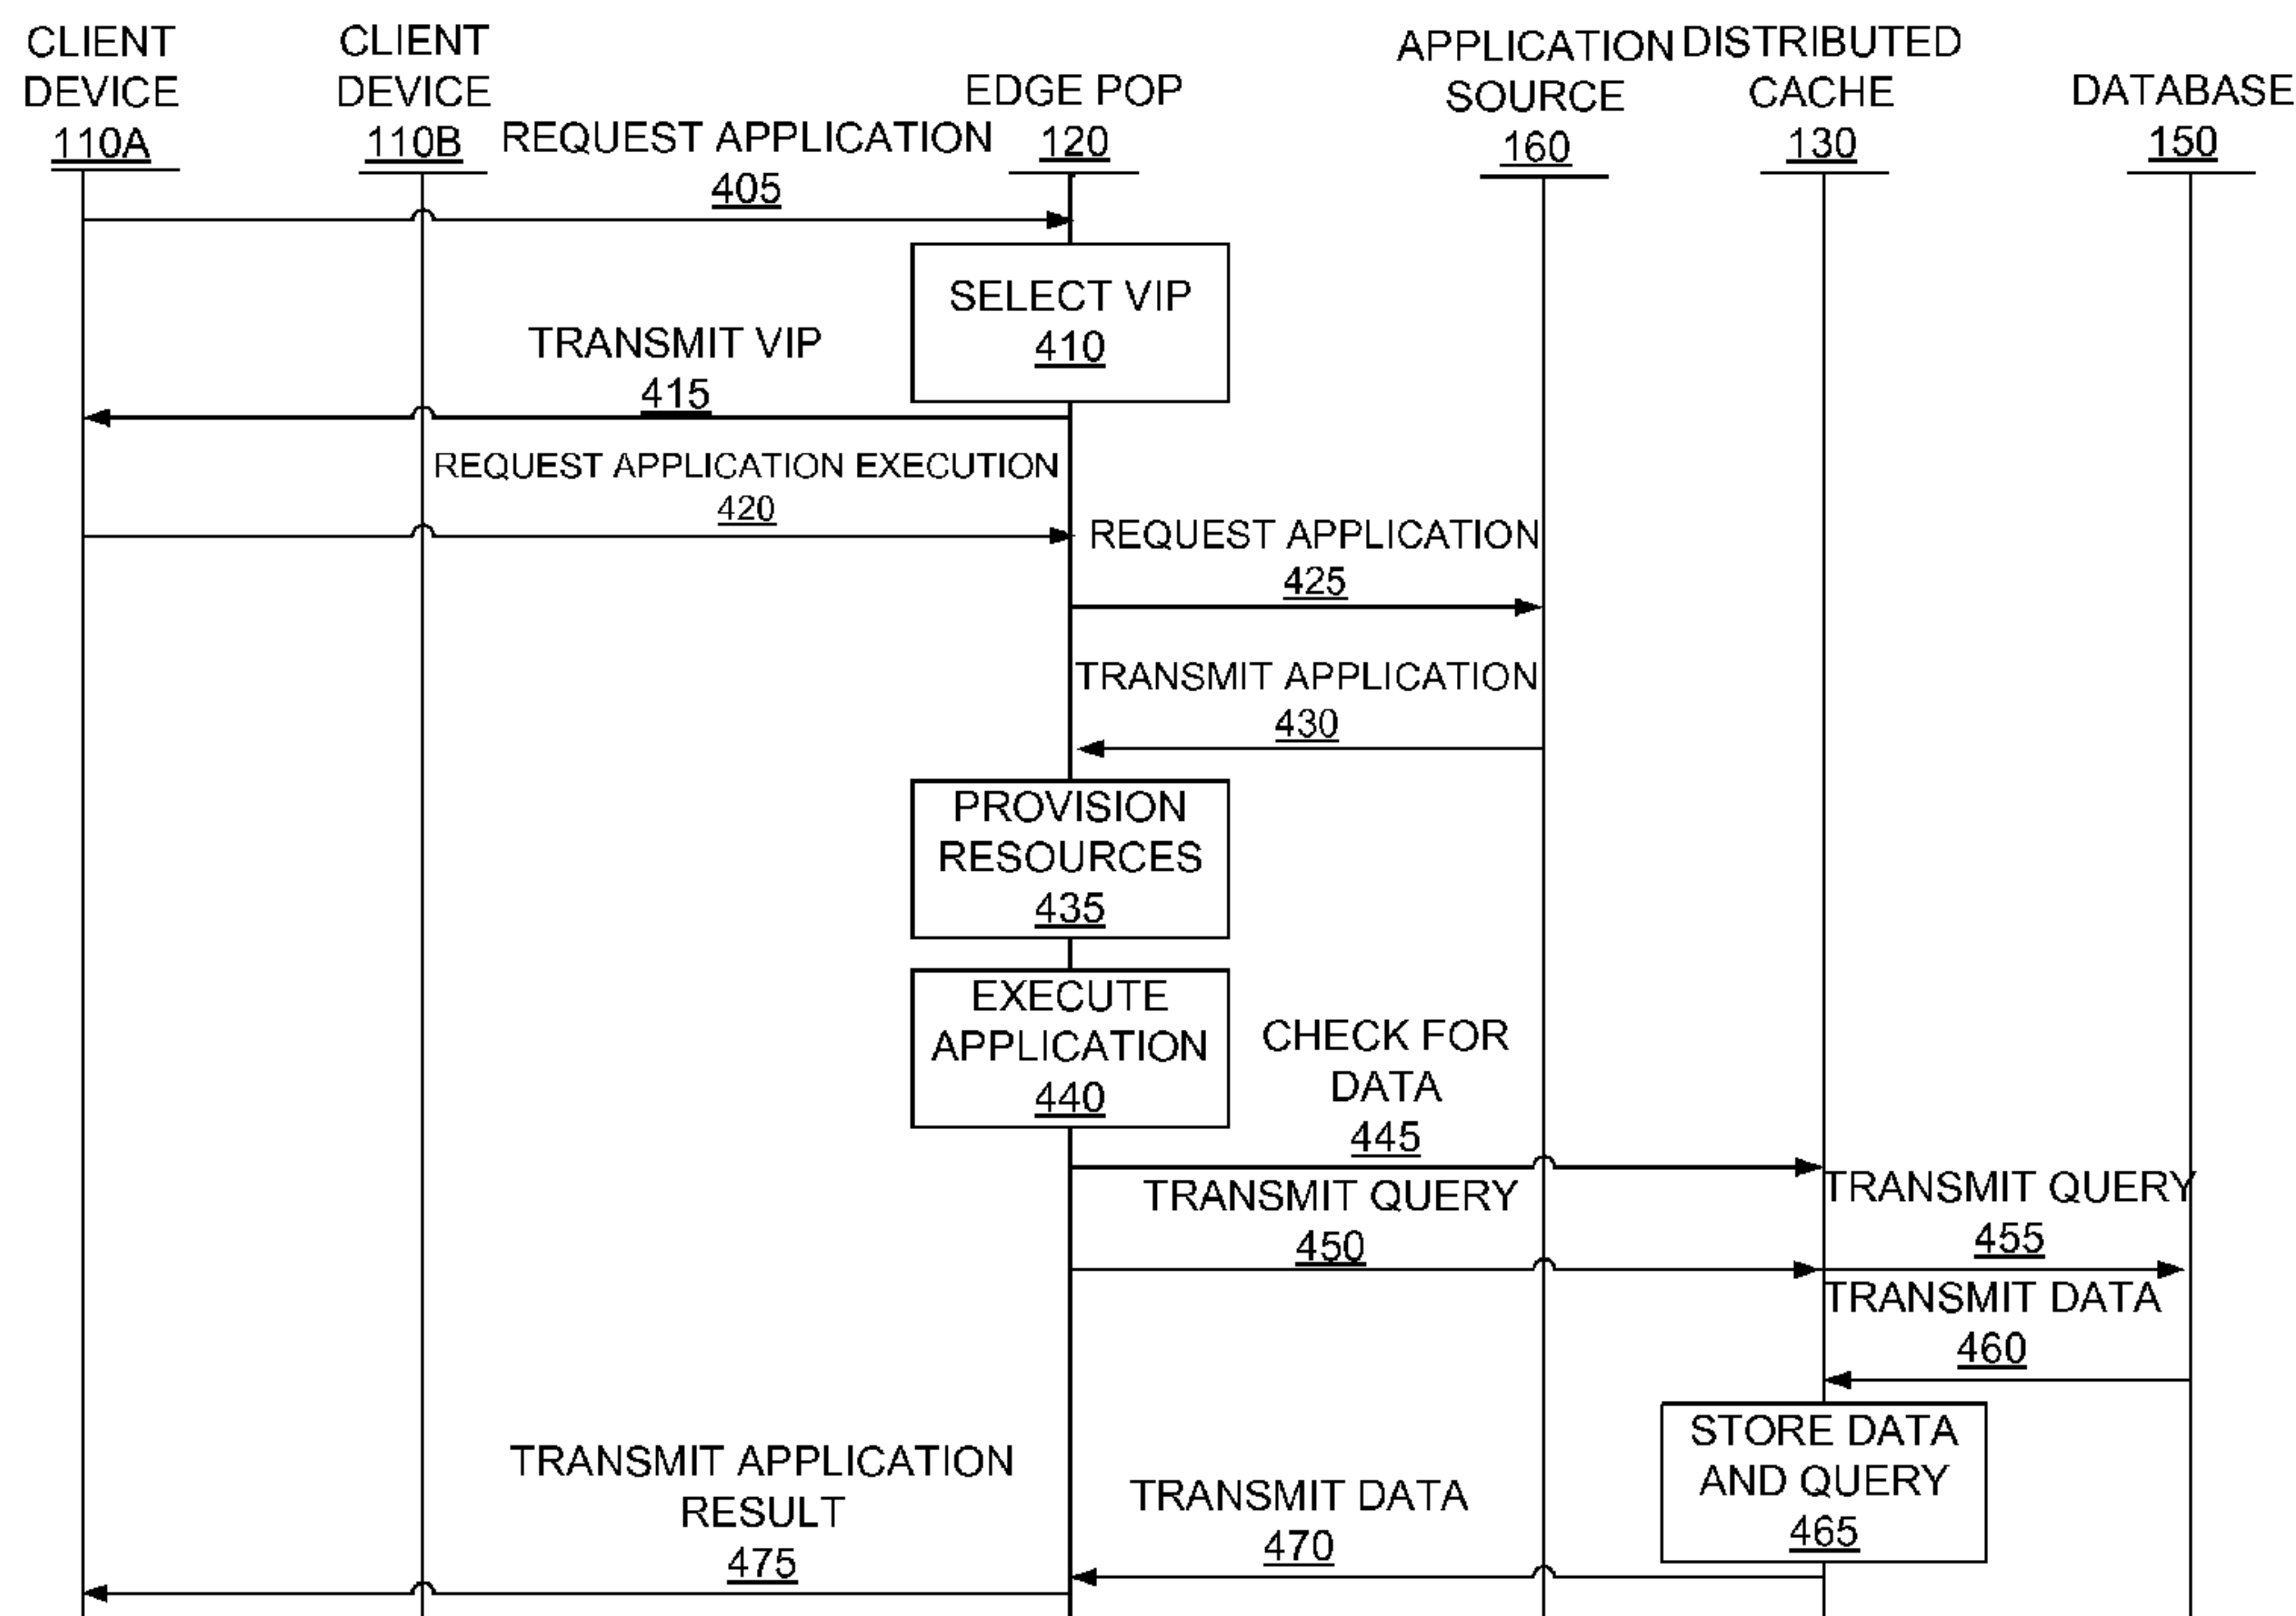 CLIENT
DEVICE
110A
CLIENT
DEVICE
110B
EDGE POP
120
APPLICATION
SOURCE
160
DISTRIBUTED
CACHE
130
DATABASE
150
REQUEST APPLICATION
405
SELECT VIP
410
TRANSMIT VIP
415
REQUEST APPLICATION EXECUTION
420
REQUEST APPLICATION
425
TRANSMIT APPLICATION
430
PROVISION
RESOURCES
435
EXECUTE
APPLICATION
440
CHECK FOR
DATA
445
TRANSMIT QUERY
450
TRANSMIT QUERY
455
TRANSMIT DATA
460
STORE DATA
AND QUERY
465
TRANSMIT DATA
470
TRANSMIT APPLICATION
RESULT
475